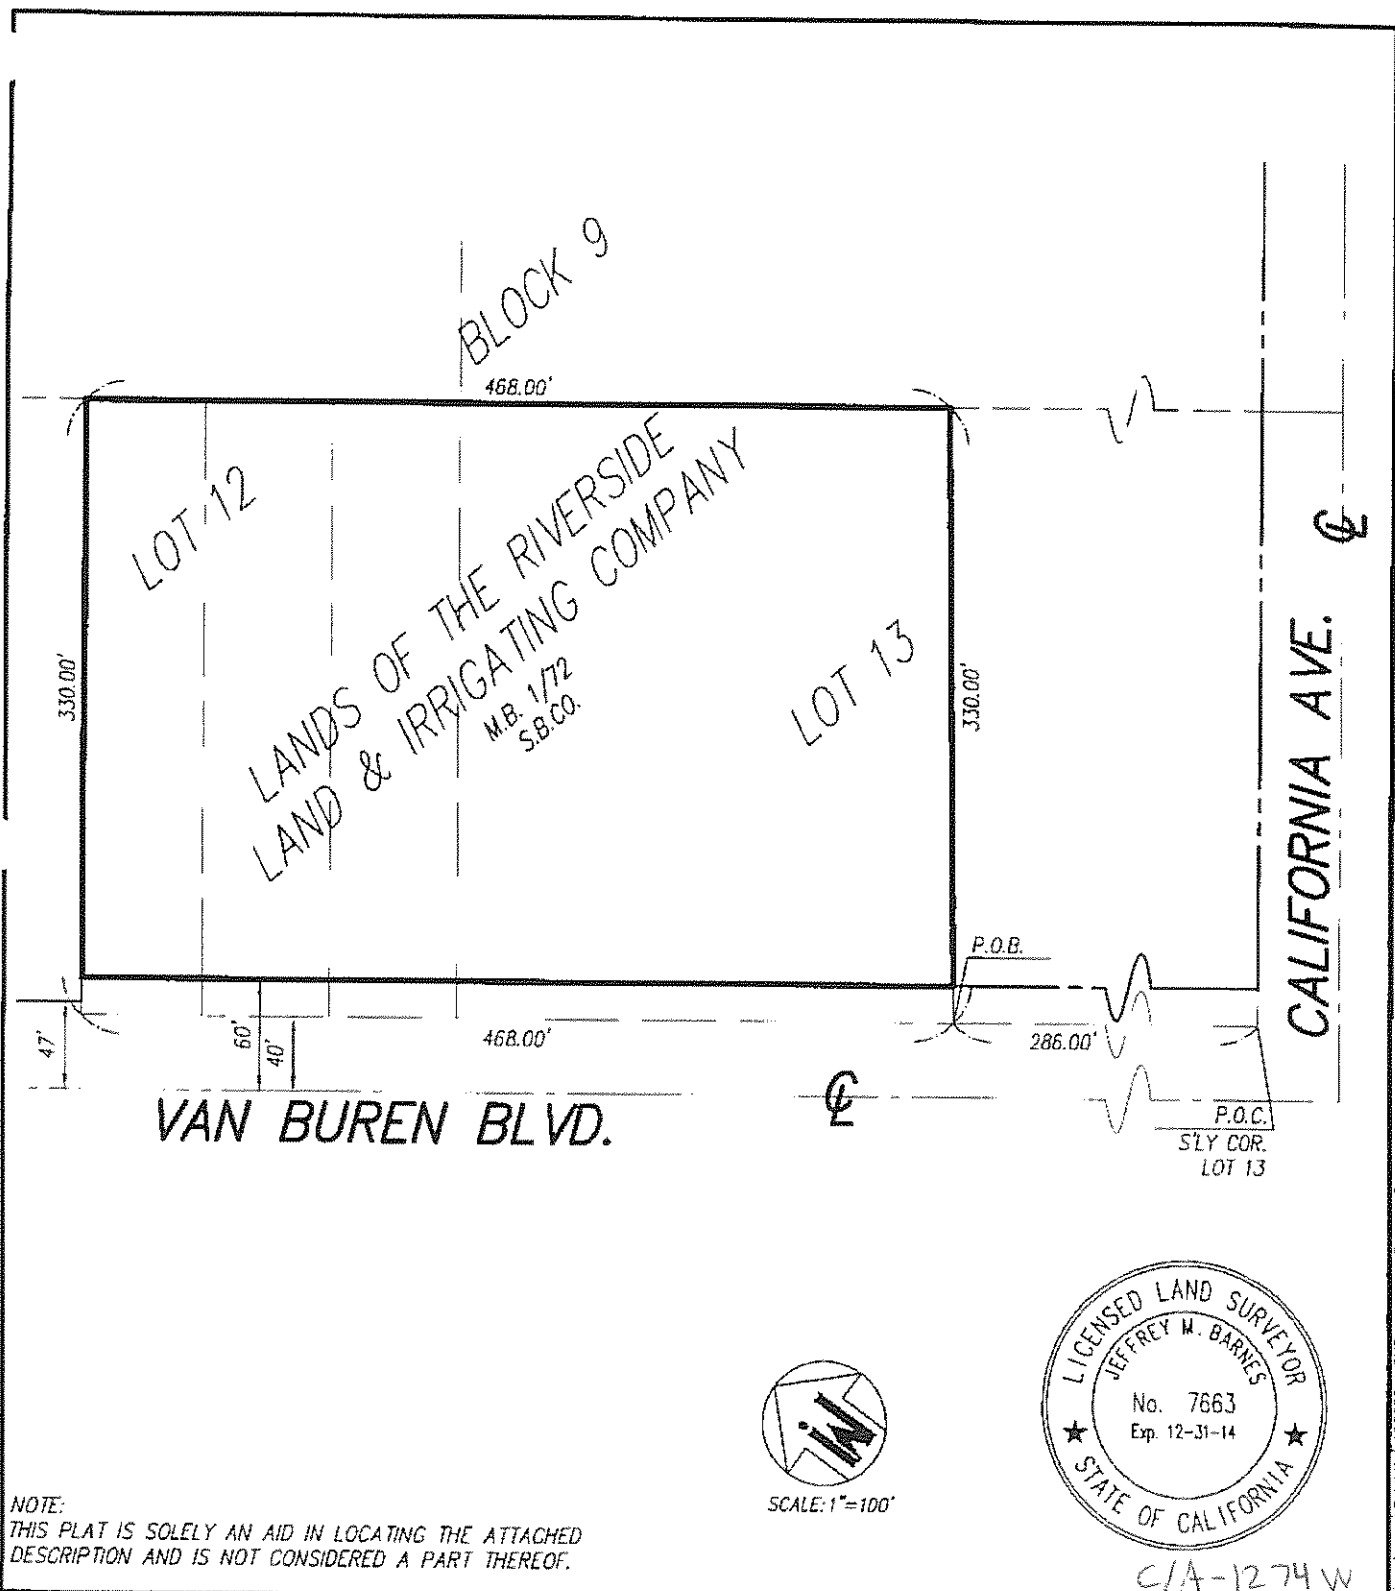 BLOCK 9
468.00'
LOT 12
LANDS OF THE RIVERSIDE
LAND & IRRIGATING COMPANY
M.B. 1/72
S.B.CO.
LOT 13
330.00'
330.00'
CALIFORNIA AVE.
P.O.B.
47'
60'
40'
468.00'
286.00'
VAN BUREN BLVD.
P.O.C.
S'LY COR.
LOT 13
SCALE: 1"=100'
LICENSED LAND SURVEYOR
JEFFREY M. BARNES
No. 7663
Exp. 12-31-14
STATE OF CALIFORNIA
NOTE:
THIS PLAT IS SOLELY AN AID IN LOCATING THE ATTACHED
DESCRIPTION AND IS NOT CONSIDERED A PART THEREOF.
C/A-1274 W